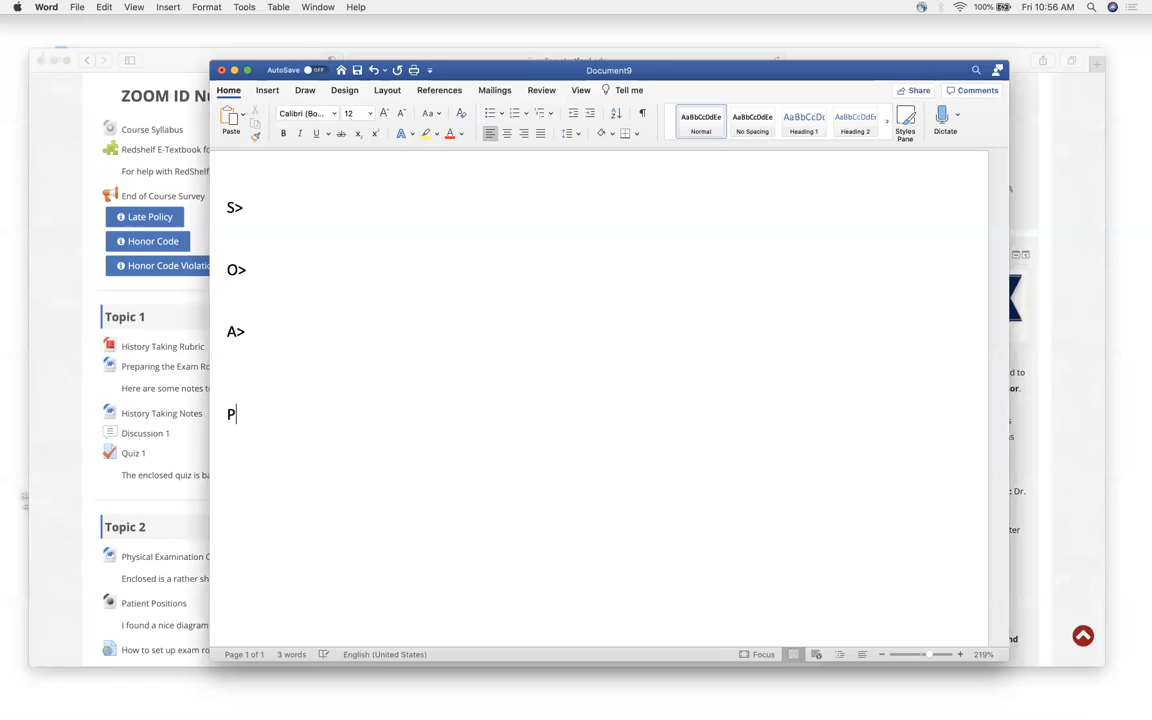 Word File Edit View Insert Format Tools Table Window Help 100% Fri 10:56 AM
AutoSave OFF Document9
Home Insert Draw Design Layout References Mailings Review View Tell me Share Comments
Paste Calibri (Bo... 12 Aa AaBbCcDdEe Normal AaBbCcDdEe No Spacing AaBbCcDc Heading 1 AaBbCcDdEe Heading 2 Styles Pane Dictate
S>
O>
A>
P
Page 1 of 1 3 words English (United States) Focus 219%
ZOOM ID
Course Syllabus
Redshelf E-Textbook
For help with RedShelf
End of Course Survey
Late Policy
Honor Code
Honor Code
Topic 1
History Taking Rubric
Preparing the Exam
Here are some notes
History Taking Notes
Discussion 1
Quiz 1
The enclosed quiz is
Topic 2
Physical Examination
Enclosed is a rather
Patient Positions
I found a nice diagram
How to set up exam
Dr.